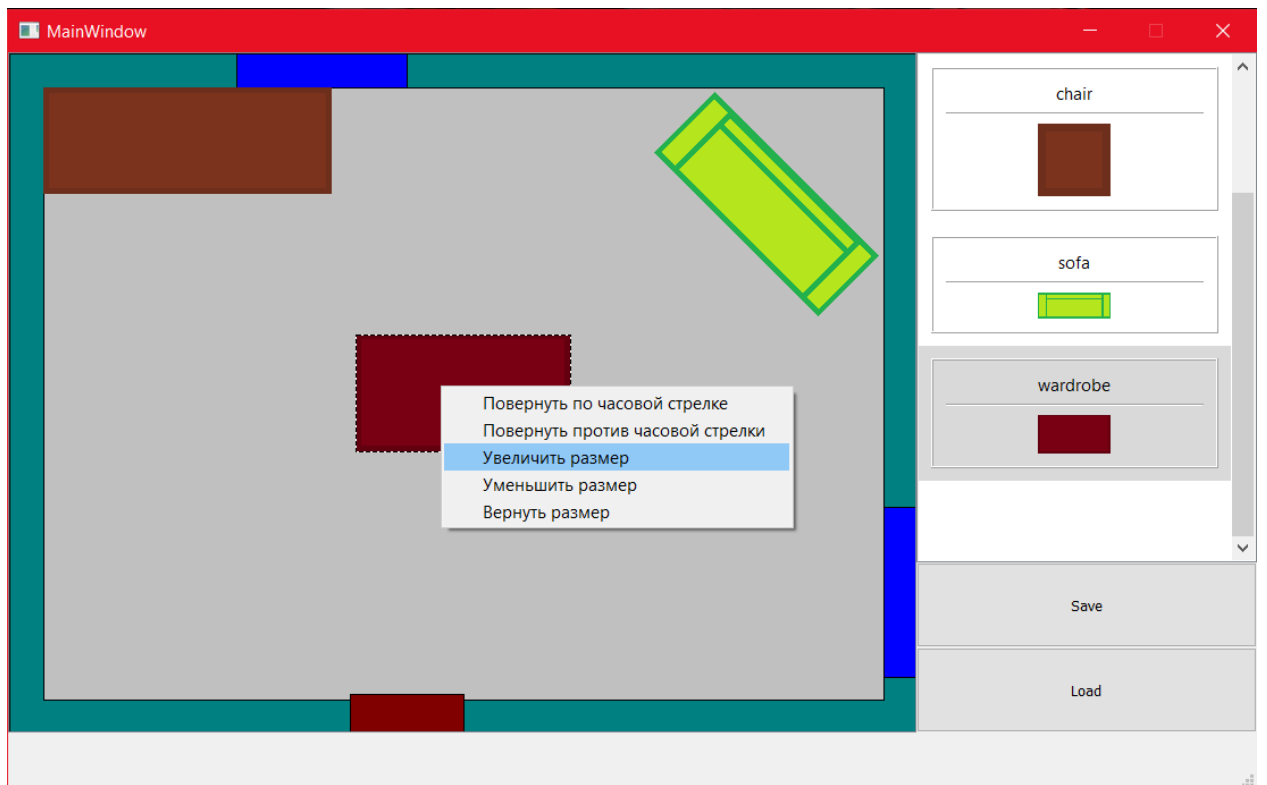 MainWindow
chair
sofa
wardrobe
Повернуть по часовой стрелке
Повернуть против часовой стрелки
Увеличить размер
Уменьшить размер
Вернуть размер
Save
Load